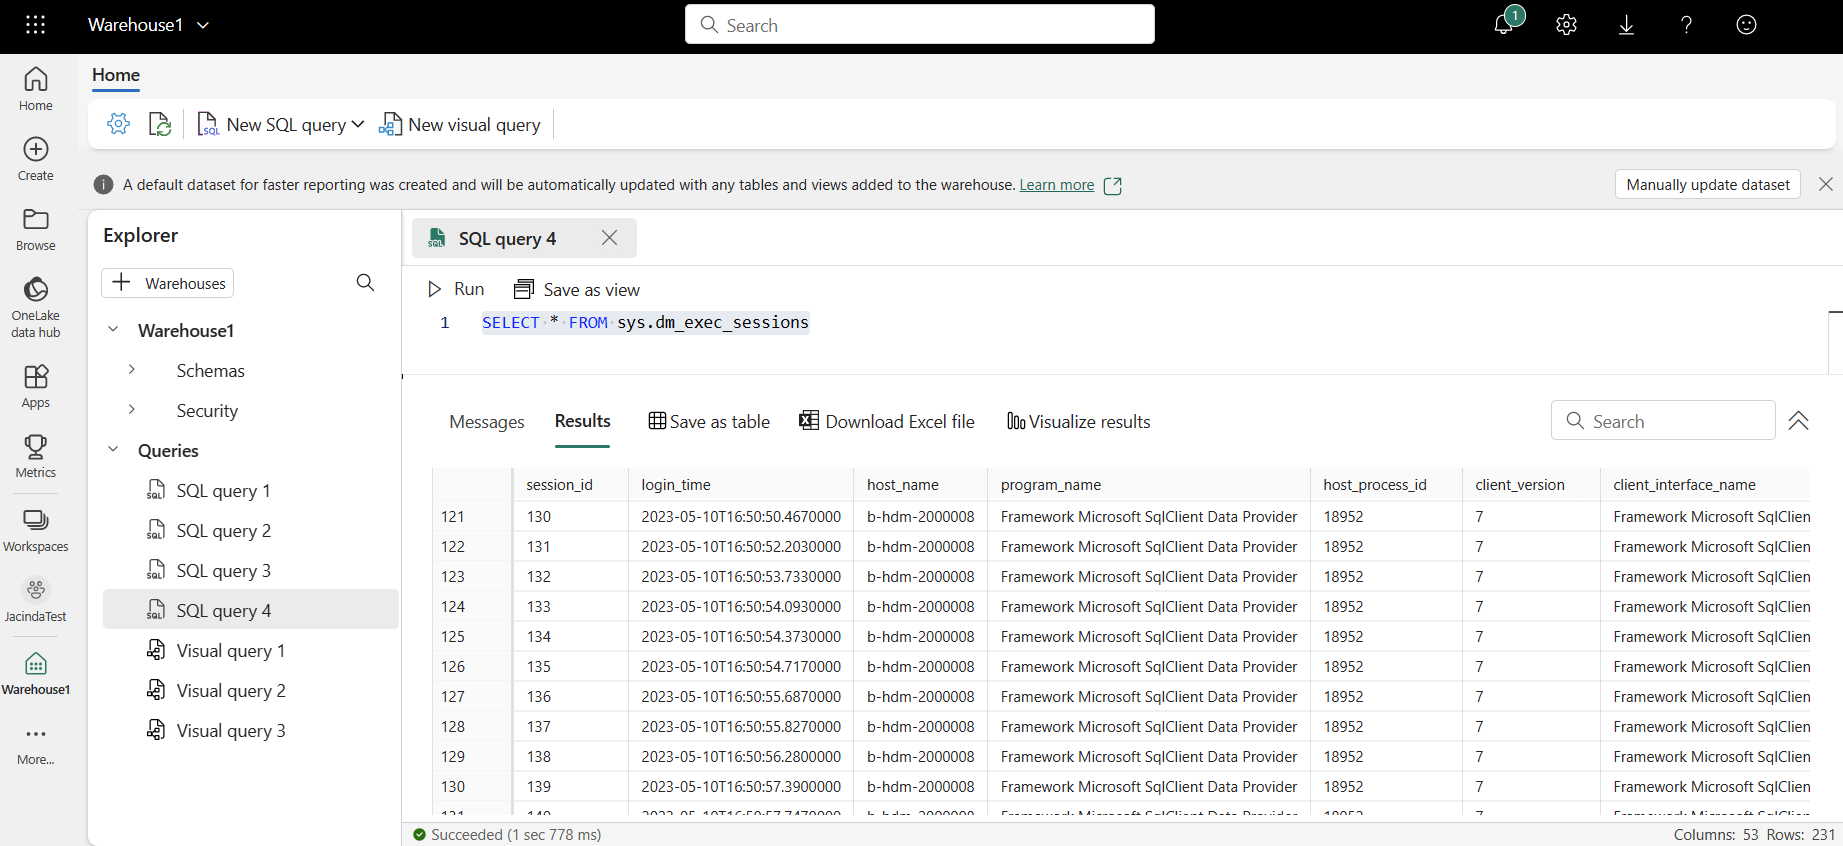 Warehouse1
Search
1
Home
Home
Create
Browse
OneLake
data hub
Apps
Metrics
Workspaces
JacindaTest
Warehouse1
More...
New SQL query
New visual query
A default dataset for faster reporting was created and will be automatically updated with any tables and views added to the warehouse. Learn more
Manually update dataset
Explorer
+ Warehouses
Warehouse1
Schemas
Security
Queries
SQL query 1
SQL query 2
SQL query 3
SQL query 4
Visual query 1
Visual query 2
Visual query 3
SQL query 4
Run Save as view
1 SELECT * FROM sys.dm_exec_sessions
Messages Results Save as table Download Excel file Visualize results Search
session_id login_time host_name program_name host_process_id client_version client_interface_name
121 130 2023-05-10T16:50:50.4670000 b-hdm-2000008 Framework Microsoft SqlClient Data Provider 18952 7 Framework Microsoft SqlClien
122 131 2023-05-10T16:50:52.2030000 b-hdm-2000008 Framework Microsoft SqlClient Data Provider 18952 7 Framework Microsoft SqlClien
123 132 2023-05-10T16:50:53.7330000 b-hdm-2000008 Framework Microsoft SqlClient Data Provider 18952 7 Framework Microsoft SqlClien
124 133 2023-05-10T16:50:54.0930000 b-hdm-2000008 Framework Microsoft SqlClient Data Provider 18952 7 Framework Microsoft SqlClien
125 134 2023-05-10T16:50:54.3730000 b-hdm-2000008 Framework Microsoft SqlClient Data Provider 18952 7 Framework Microsoft SqlClien
126 135 2023-05-10T16:50:54.7170000 b-hdm-2000008 Framework Microsoft SqlClient Data Provider 18952 7 Framework Microsoft SqlClien
127 136 2023-05-10T16:50:55.6870000 b-hdm-2000008 Framework Microsoft SqlClient Data Provider 18952 7 Framework Microsoft SqlClien
128 137 2023-05-10T16:50:55.8270000 b-hdm-2000008 Framework Microsoft SqlClient Data Provider 18952 7 Framework Microsoft SqlClien
129 138 2023-05-10T16:50:56.2800000 b-hdm-2000008 Framework Microsoft SqlClient Data Provider 18952 7 Framework Microsoft SqlClien
130 139 2023-05-10T16:50:57.3900000 b-hdm-2000008 Framework Microsoft SqlClient Data Provider 18952 7 Framework Microsoft SqlClien
Succeeded (1 sec 778 ms)
Columns: 53 Rows: 231